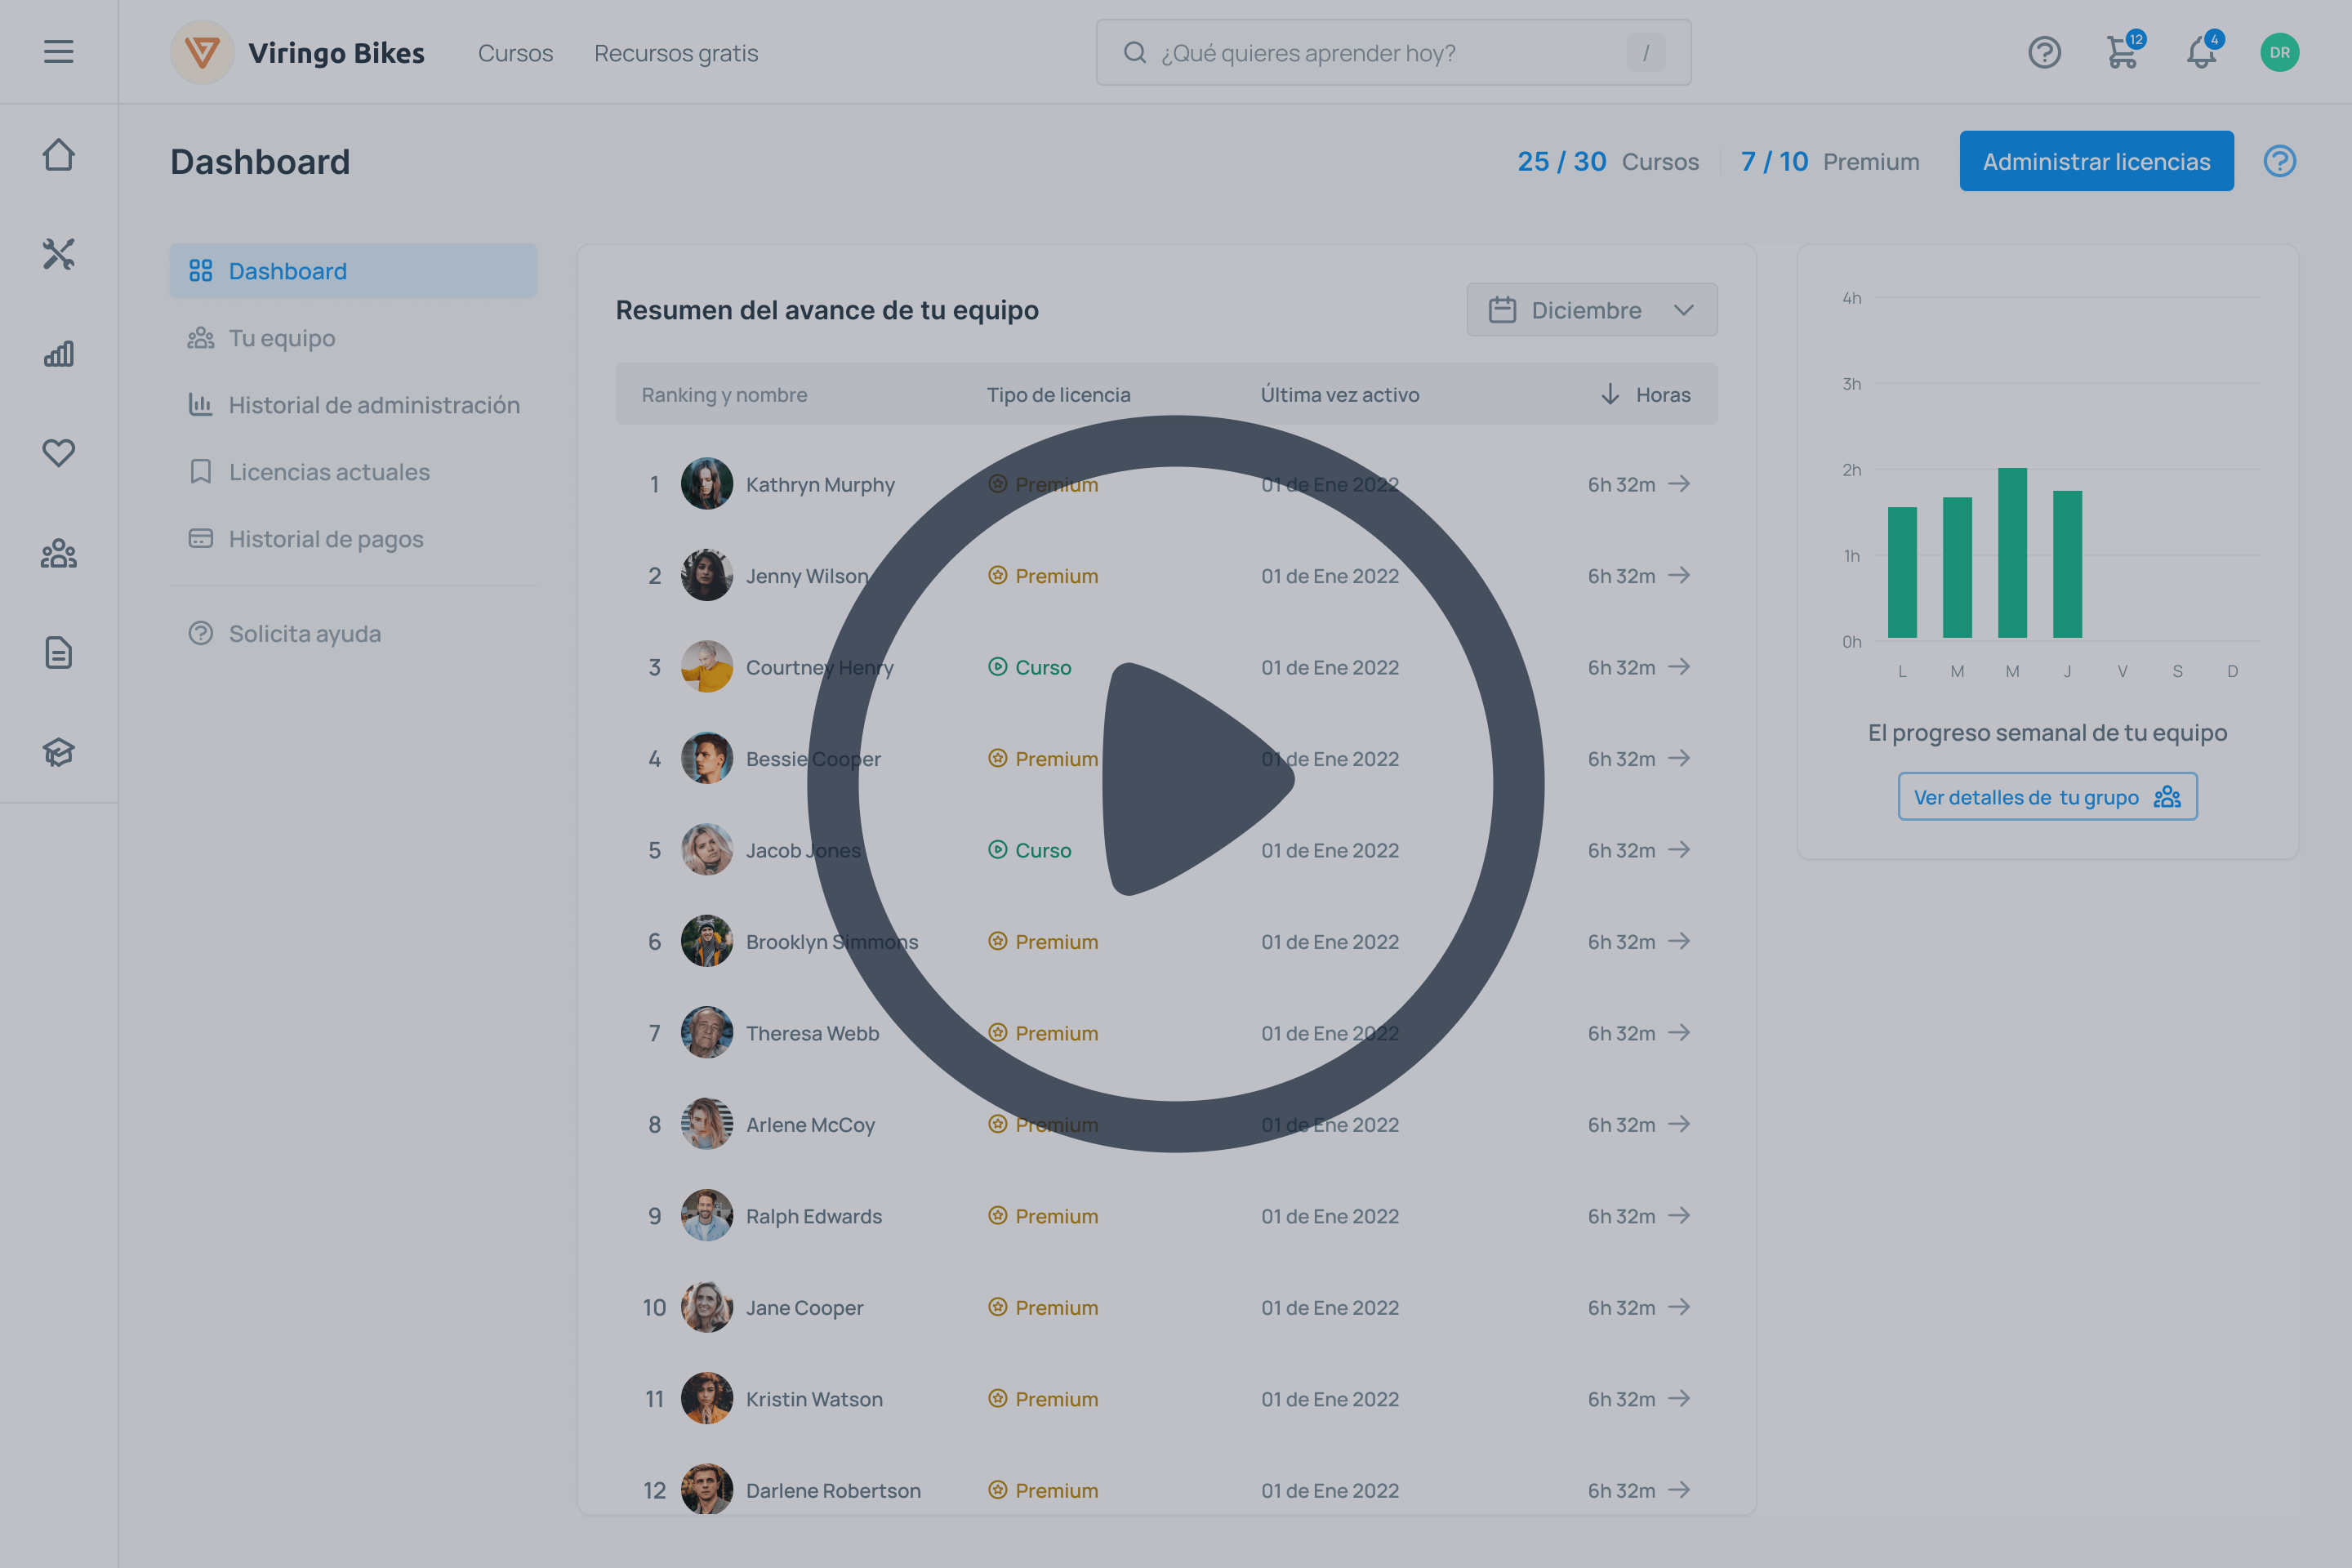 Viringo Bikes
Cursos
Recursos gratis
¿Qué quieres aprender hoy?
/
12
4
DR
Dashboard
25 / 30 Cursos
7 / 10 Premium
Administrar licencias
Dashboard
Tu equipo
Historial de administración
Licencias actuales
Historial de pagos
Solicita ayuda
Resumen del avance de tu equipo
Diciembre
Ranking y nombre Tipo de licencia Última vez activo Horas
1 Kathryn Murphy Premium 01 de Ene 2022 6h 32m
2 Jenny Wilson Premium 01 de Ene 2022 6h 32m
3 Courtney Henry Curso 01 de Ene 2022 6h 32m
4 Bessie Cooper Premium 01 de Ene 2022 6h 32m
5 Jacob Jones Curso 01 de Ene 2022 6h 32m
6 Brooklyn Simmons Premium 01 de Ene 2022 6h 32m
7 Theresa Webb Premium 01 de Ene 2022 6h 32m
8 Arlene McCoy Premium 01 de Ene 2022 6h 32m
9 Ralph Edwards Premium 01 de Ene 2022 6h 32m
10 Jane Cooper Premium 01 de Ene 2022 6h 32m
11 Kristin Watson Premium 01 de Ene 2022 6h 32m
12 Darlene Robertson Premium 01 de Ene 2022 6h 32m
4h
3h
2h
1h
0h
L M M J V S D
El progreso semanal de tu equipo
Ver detalles de tu grupo